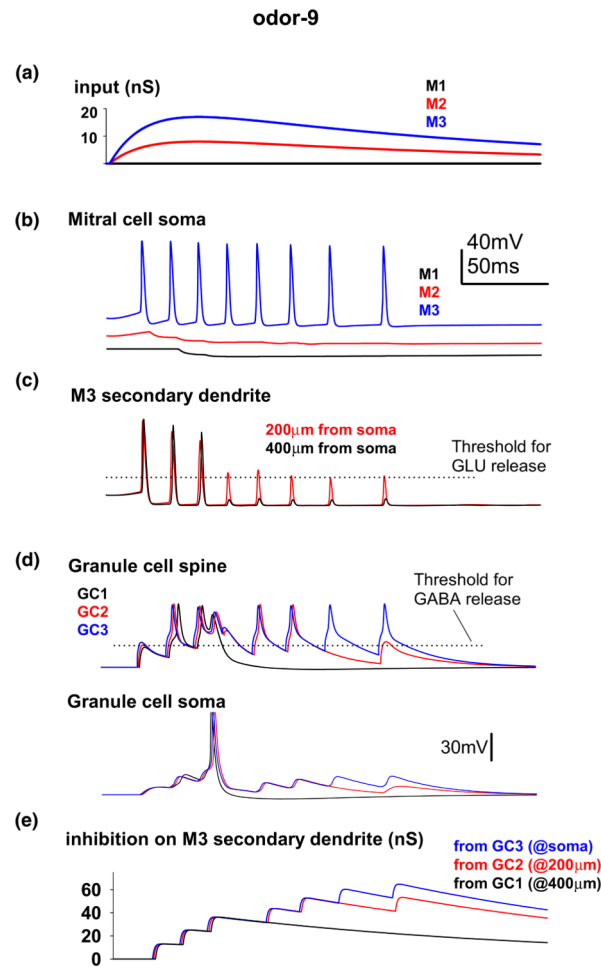 odor-9
(a)
input (nS)
M1
M2
M3
20
10
(b)
Mitral cell soma
40mV
50ms
M1
M2
M3
(c)
M3 secondary dendrite
200μm from soma
400μm from soma
Threshold for
GLU release
(d)
Granule cell spine
GC1
GC2
GC3
Threshold for
GABA release
Granule cell soma
30mV
(e)
inhibition on M3 secondary dendrite (nS)
from GC3 (@soma)
from GC2 (@200μm)
from GC1 (@400μm)
60
40
20
0